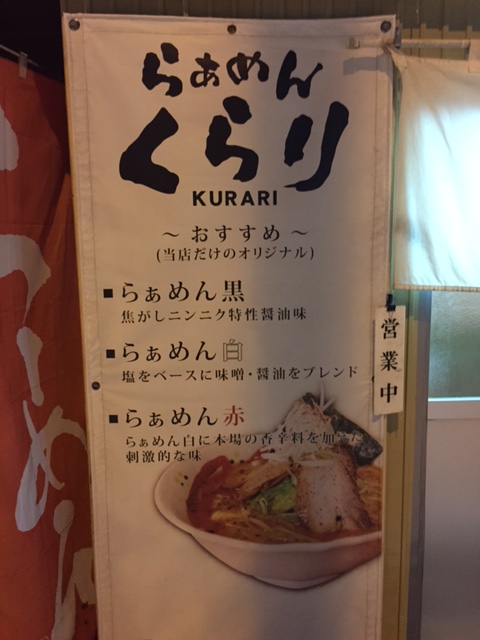 らぁめん
くらり
KURARI
～おすすめ～
(当店だけのオリジナル)
■らぁめん黒
焦がしニンニク特性醤油味
■らぁめん白
塩をベースに味噌・醤油をブレンド
■らぁめん赤
らぁめん白に本場の香辛料を加えた
刺激的な味
営業中
らーめん